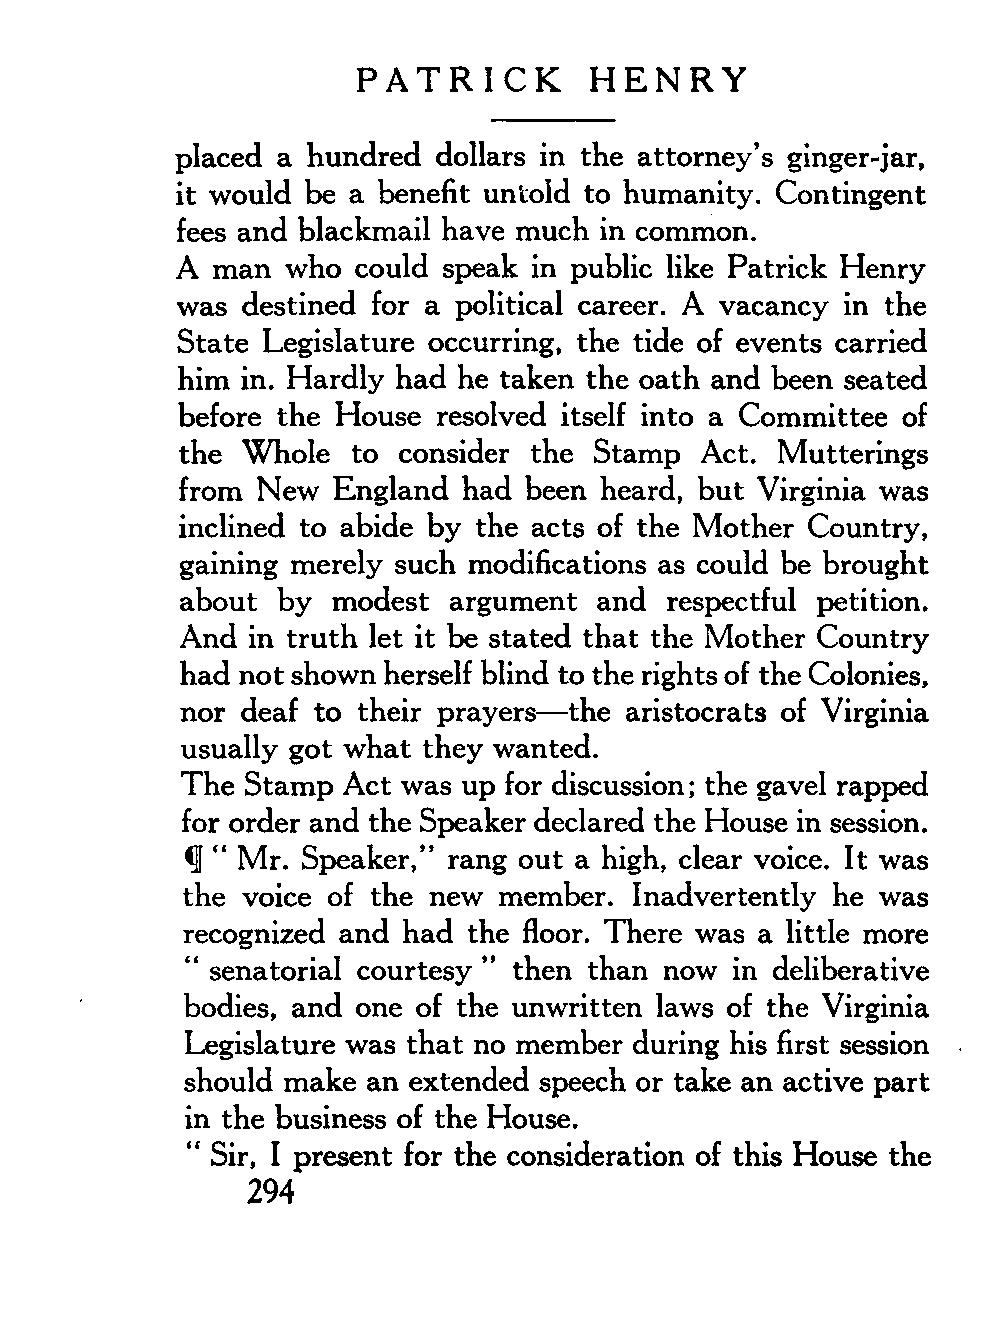 PATRICK HENRY
placed a hundred dollars in the attorney's ginger-jar,
it would be a benefit untold to humanity. Contingent
fees and blackmail have much in common.
A man who could speak in public like Patrick Henry
was destined for a political career. A vacancy in the
State Legislature occurring, the tide of events carried
him in. Hardly had he taken the oath and been seated
before the House resolved itself into a Committee of
the Whole to consider the Stamp Act. Mutterings
from New England had been heard, but Virginia was
inclined to abide by the acts of the Mother Country,
gaining merely such modifications as could be brought
about by modest argument and respectful petition.
And in truth let it be stated that the Mother Country
had not shown herself blind to the rights of the Colonies,
nor deaf to their prayers—the aristocrats of Virginia
usually got what they wanted.
The Stamp Act was up for discussion; the gavel rapped
for order and the Speaker declared the House in session.
¶ “ Mr. Speaker,” rang out a high, clear voice. It was
the voice of the new member. Inadvertently he was
recognized and had the floor. There was a little more
“ senatorial courtesy ” then than now in deliberative
bodies, and one of the unwritten laws of the Virginia
Legislature was that no member during his first session
should make an extended speech or take an active part
in the business of the House.
“ Sir, I present for the consideration of this House the
294